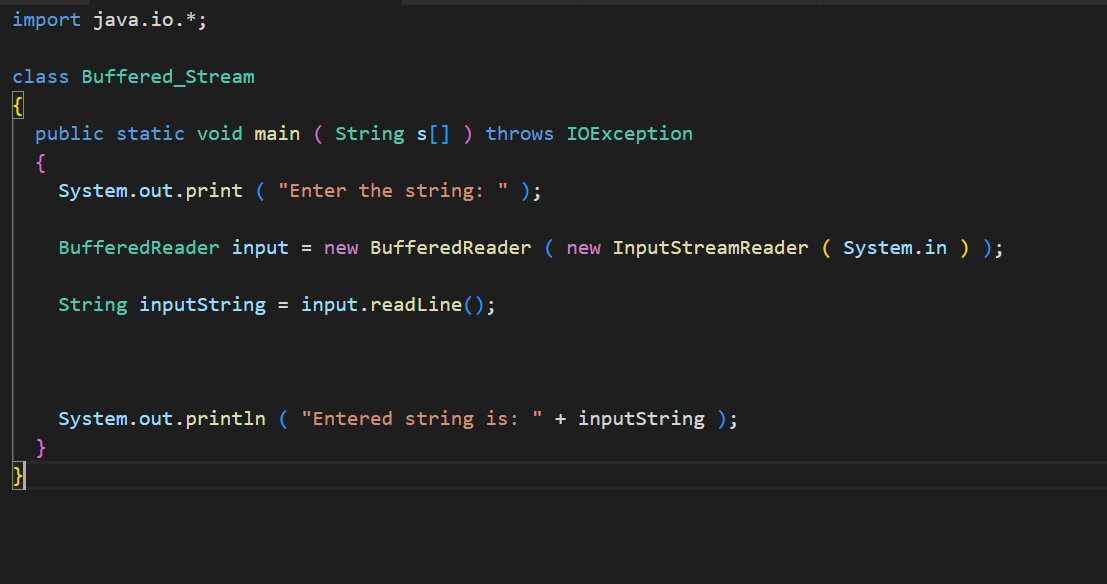 import java.io.*;
class Buffered_Stream
{
public static void main ( String s[] ) throws IOException
{
System.out.print ( "Enter the string: " );
BufferedReader input = new BufferedReader ( new InputStreamReader ( System.in ) );
String inputString = input.readLine();
System.out.println ( "Entered string is: " + inputString );
}
}